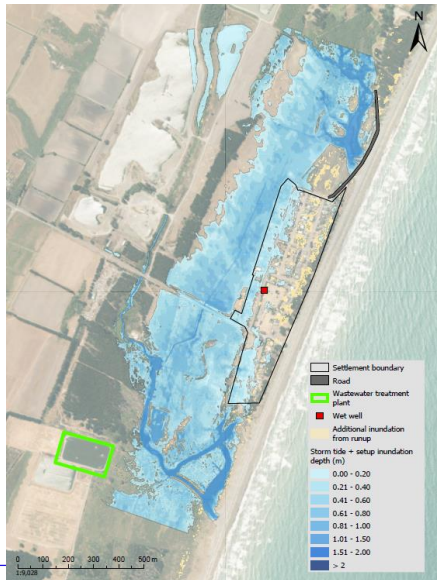 N
Settlement boundary
Road
Wastewater treatment
plant
Wet well
Additional inundation
from runup
Storm tide + setup inundation
depth (m)
0.00 - 0.20
0.21 - 0.40
0.41 - 0.60
0.61 - 0.80
0.81 - 1.00
1.01 - 1.50
1.51 - 2.00
> 2
0 100 200 300 400 500 m
1:9,028